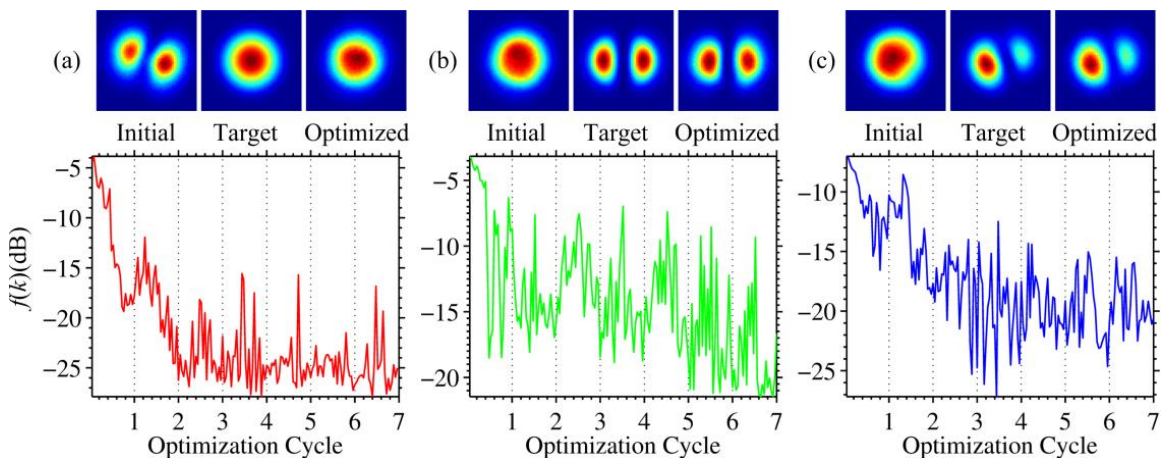 (a)
Initial Target Optimized
−5
−10
−15
−20
−25
f(k)(dB)
1 2 3 4 5 6 7
Optimization Cycle
(b)
Initial Target Optimized
−5
−10
−15
−20
1 2 3 4 5 6 7
Optimization Cycle
(c)
Initial Target Optimized
−10
−15
−20
−25
1 2 3 4 5 6 7
Optimization Cycle